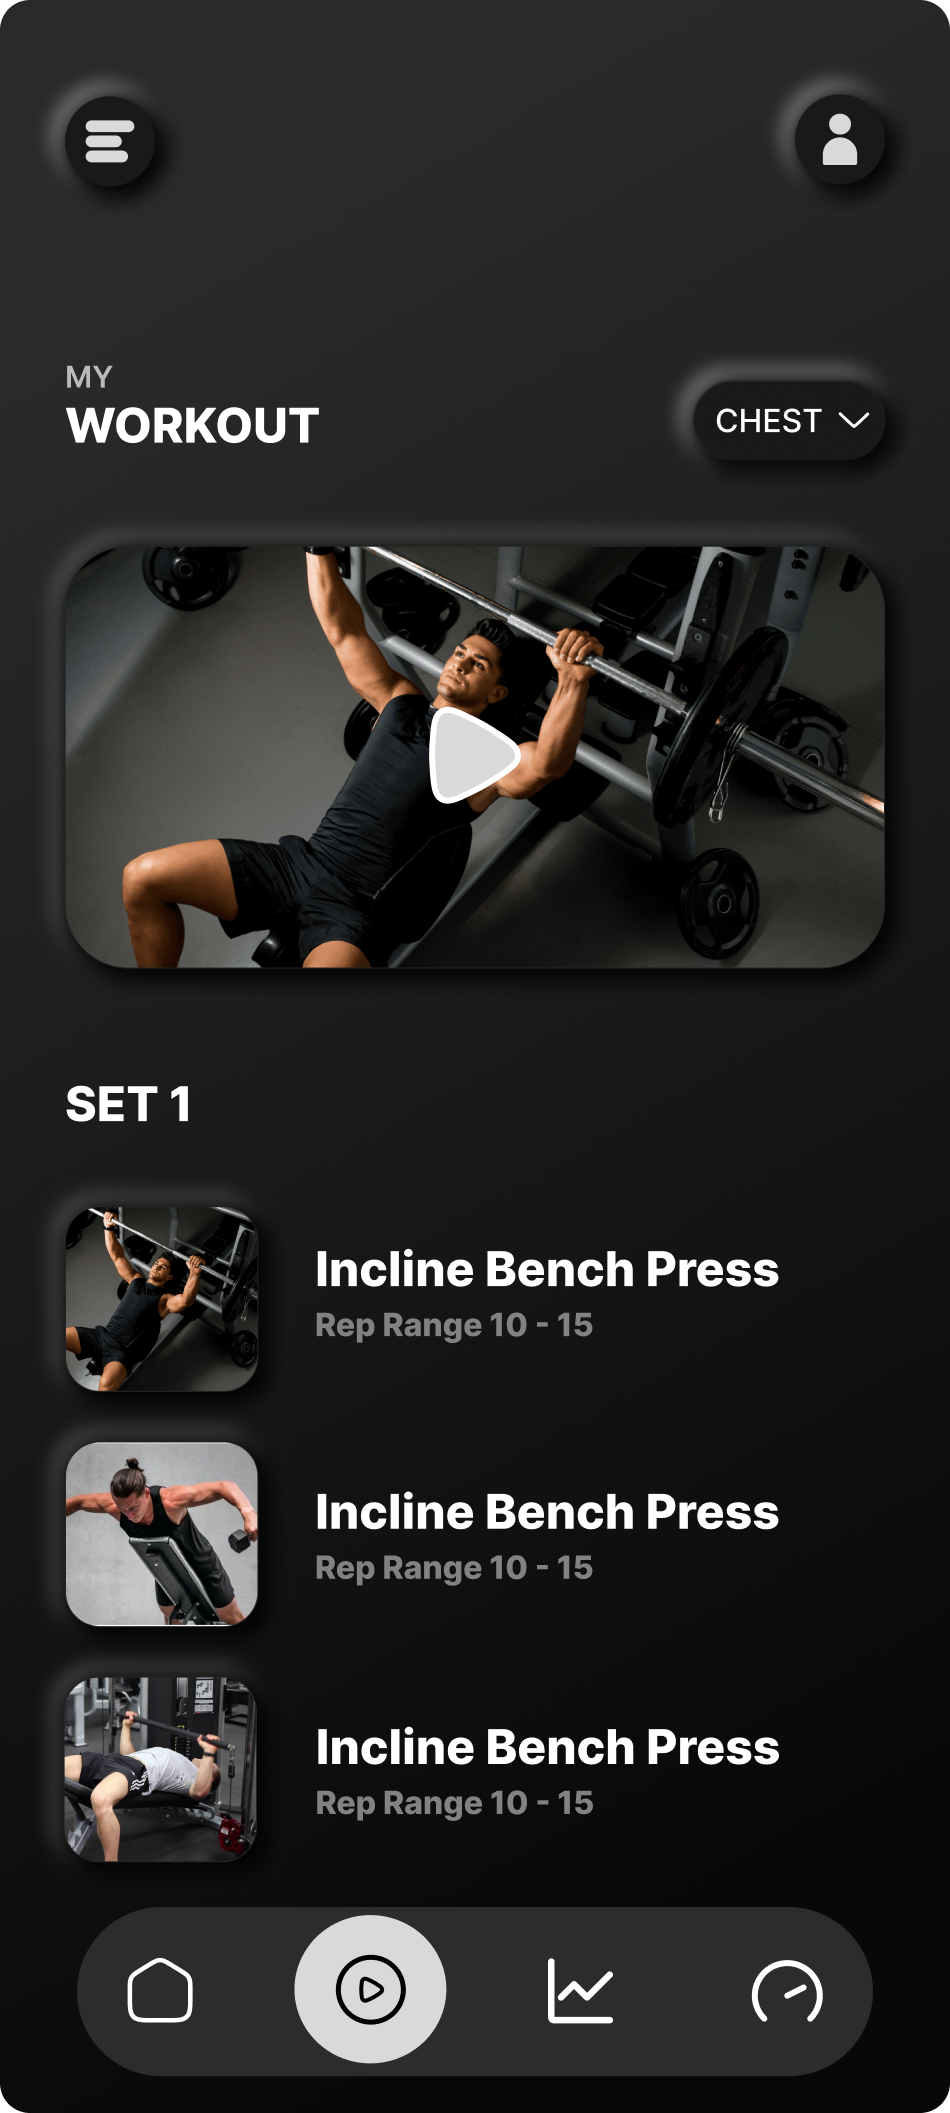 MY
WORKOUT
CHEST
SET 1
Incline Bench Press
Rep Range 10 - 15
Incline Bench Press
Rep Range 10 - 15
Incline Bench Press
Rep Range 10 - 15